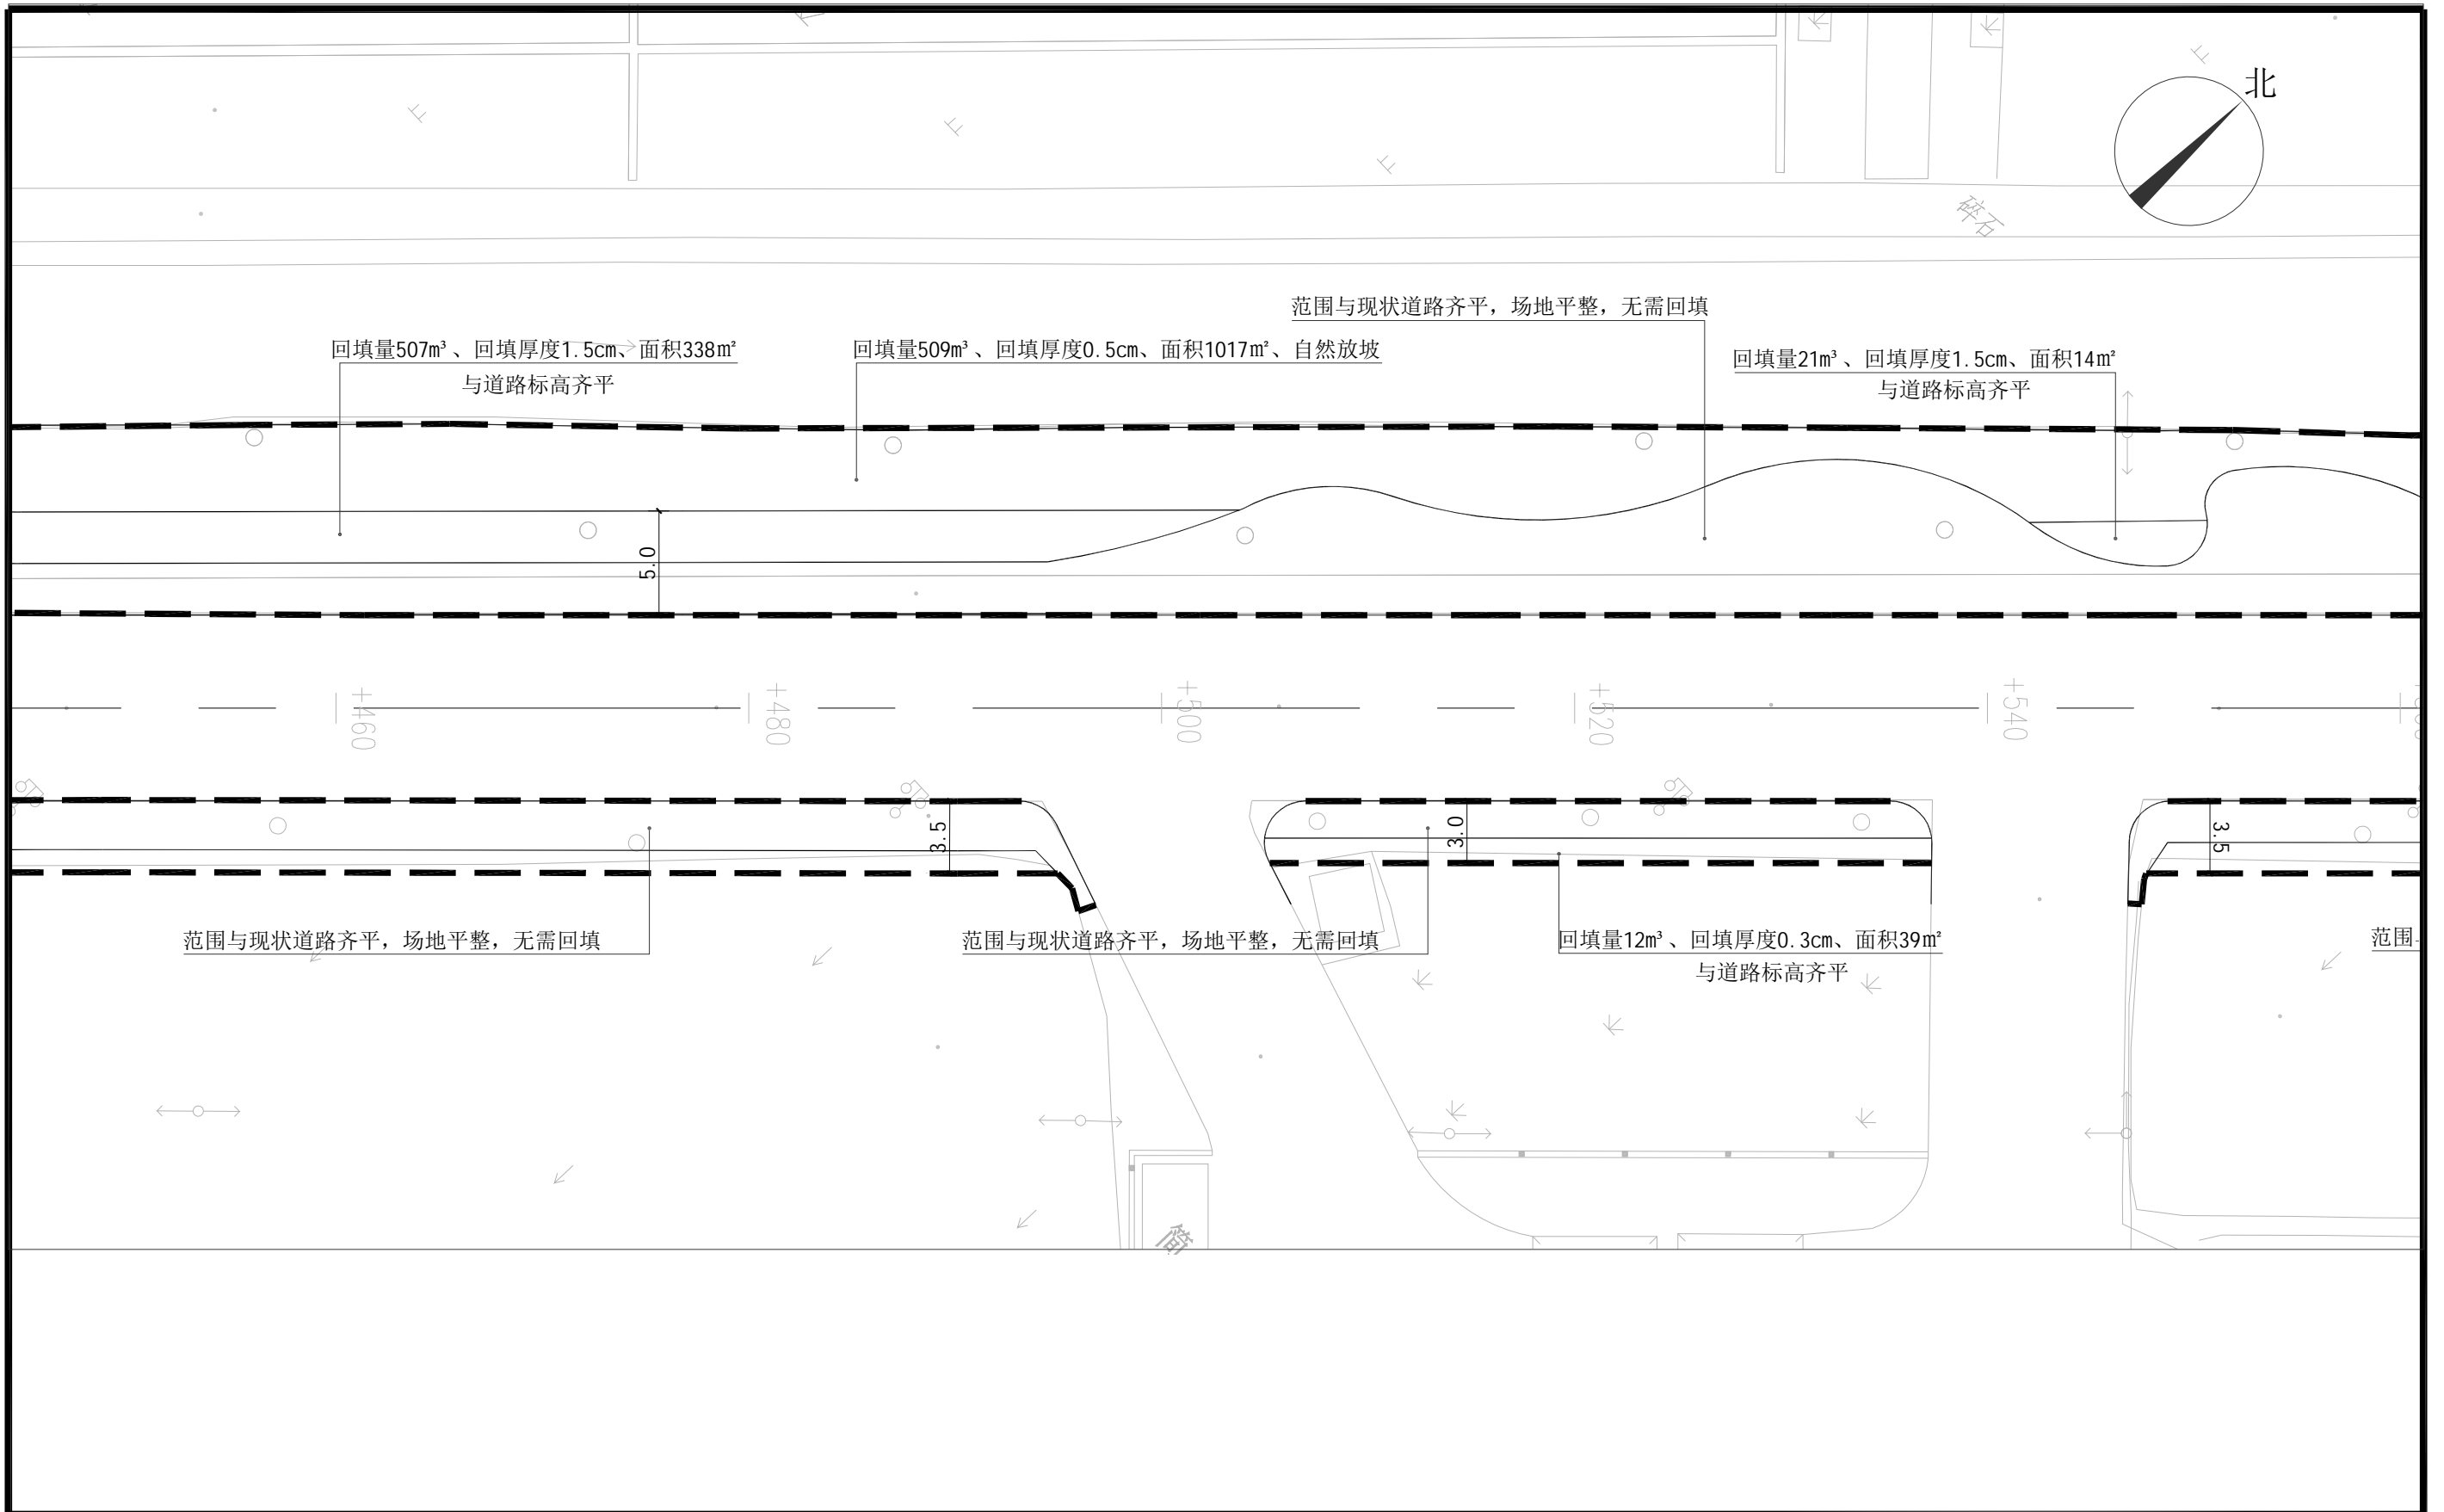 北
碎石
范围与现状道路齐平，场地平整，无需回填
回填量507m³、回填厚度1.5cm、面积338㎡
与道路标高齐平
回填量509m³、回填厚度0.5cm、面积1017㎡、自然放坡
回填量21m³、回填厚度1.5cm、面积14㎡
与道路标高齐平
5.0
+460
+480
+500
+520
+540
3.5
3.0
3.5
范围与现状道路齐平，场地平整，无需回填
范围与现状道路齐平，场地平整，无需回填
回填量12m³、回填厚度0.3cm、面积39㎡
与道路标高齐平
范围
简